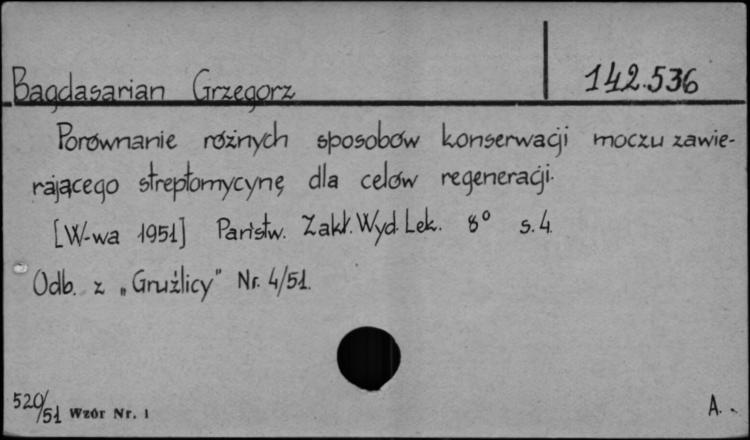 Bagdasarian Grzegorz 142.536
Porównanie różnych sposobów konserwacji moczu zawie-
rającego streptomycynę dla celów regeneracji.
[W-wa 1951] Państw. Zakł. Wyd. Lek. 8° s. 4.
Odb. z „Gruźlicy" Nr. 4/51.
520/51 Wzór Nr. 1 A.